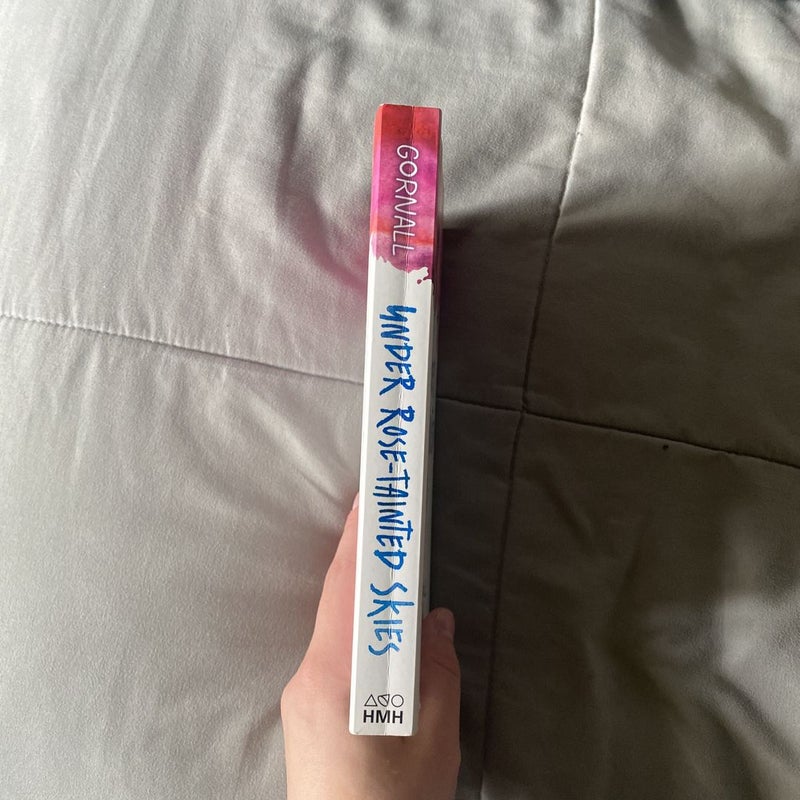 GORNALL
UNDER ROSE-TAINTED SKIES
HMH